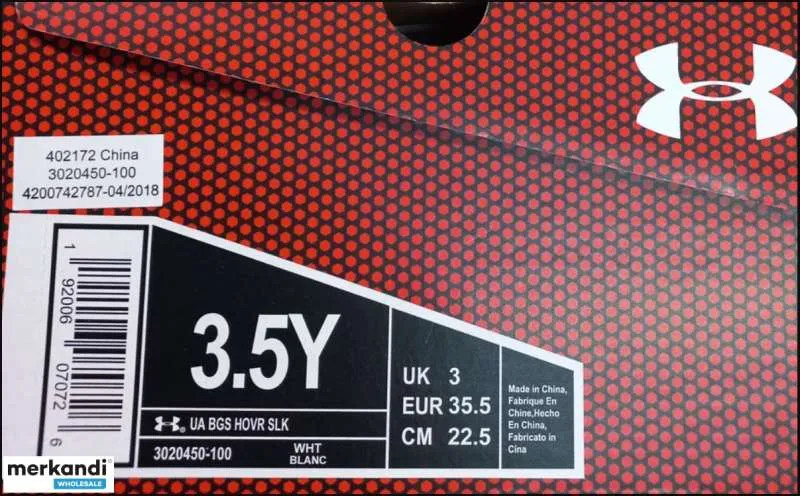 402172 China
3020450-100
4200742787-04/2018
1 92006 07072 6
3.5Y
UA BGS HOVR SLK
3020450-100
WHT
BLANC
UK 3
EUR 35.5
CM 22.5
Made in China,
Fabrique En
Chine,Hecho
En China,
Fabricato in
Cina
merkandi
WHOLESALE